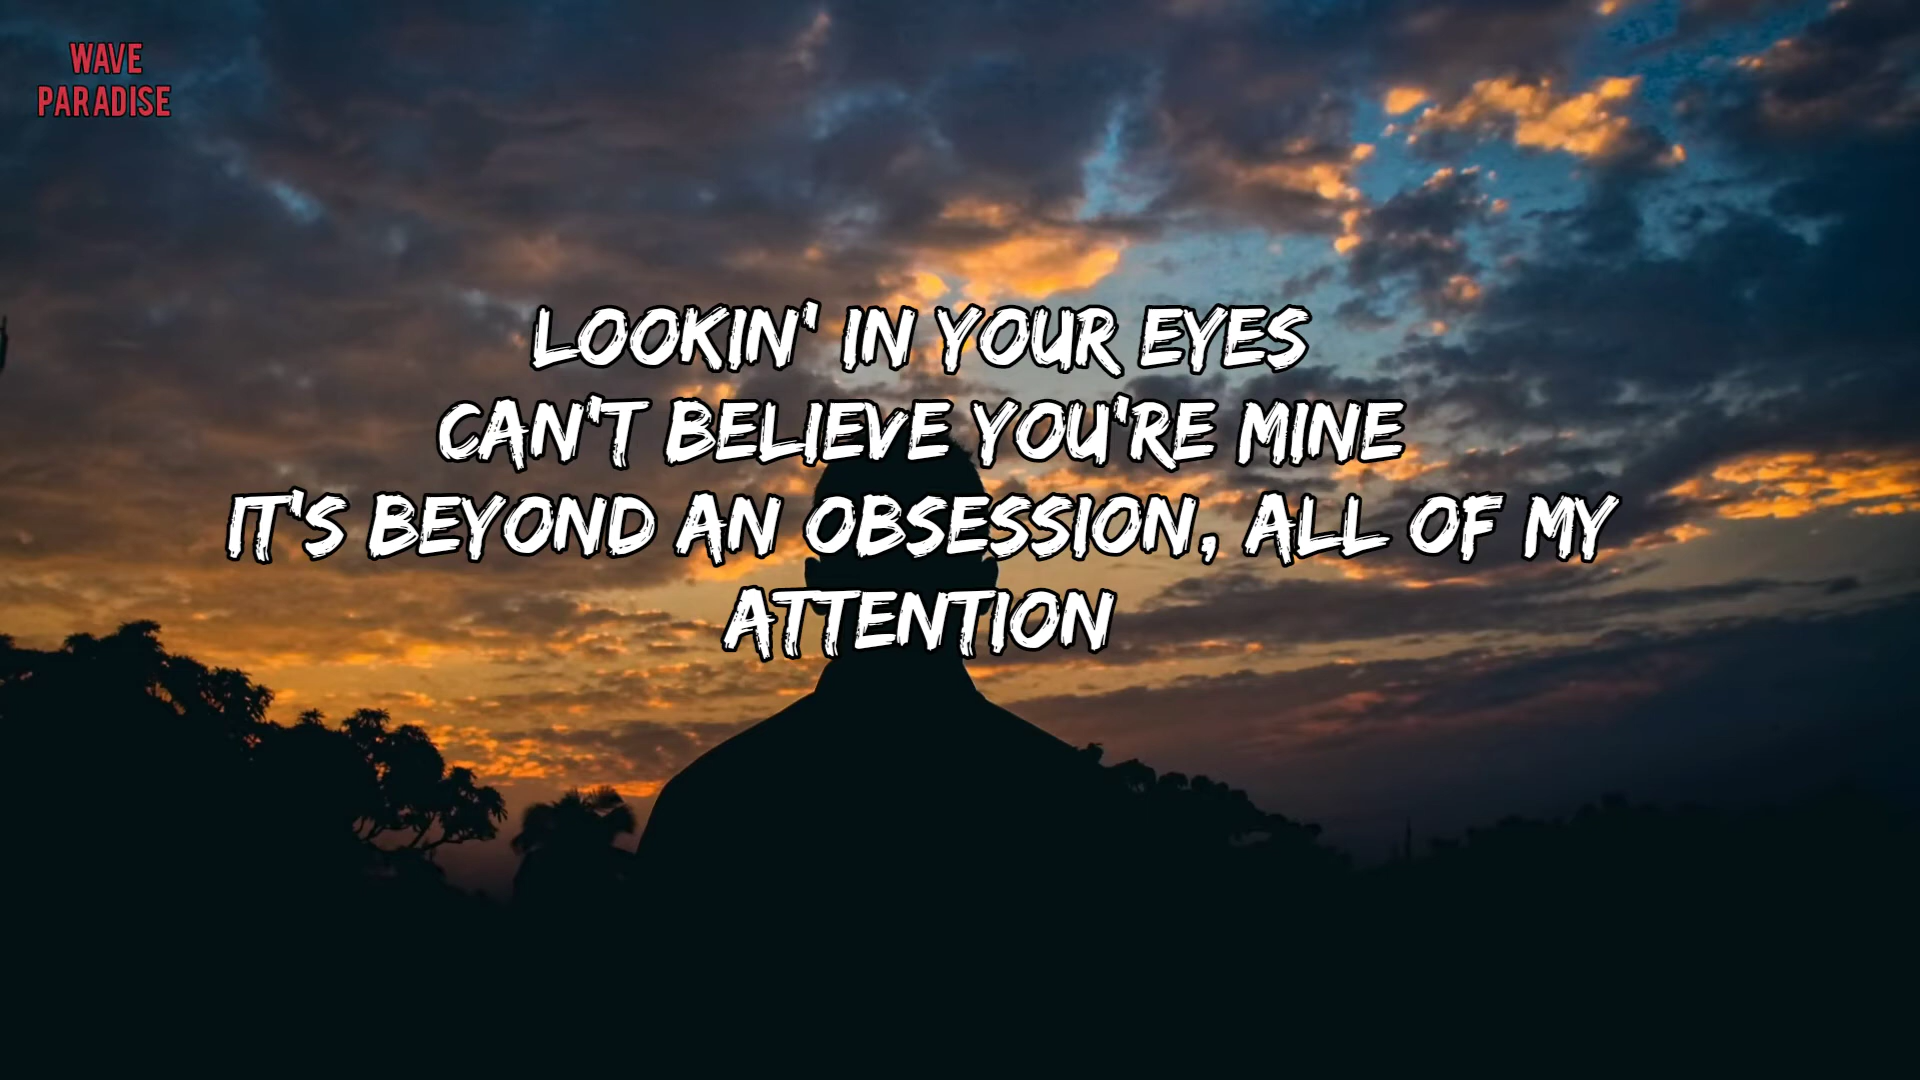 WAVE
PARADISE
LOOKIN' IN YOUR EYES
CAN'T BELIEVE YOU'RE MINE
IT'S BEYOND AN OBSESSION, ALL OF MY
ATTENTION